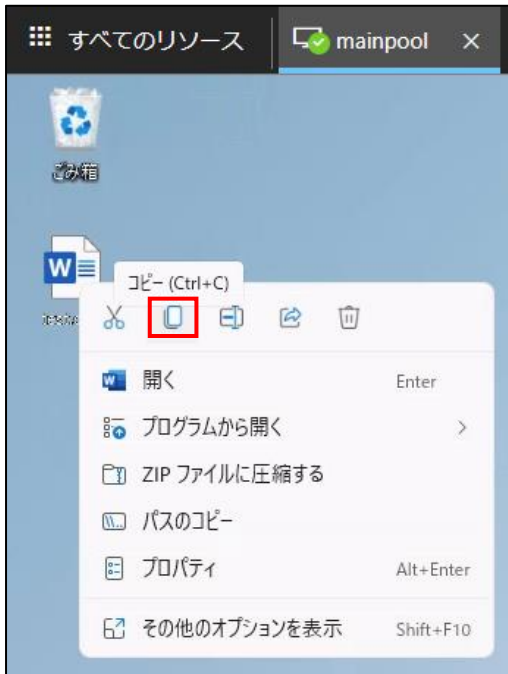 すべてのリソース
mainpool
ごみ箱
コピー (Ctrl+C)
開く Enter
プログラムから開く
ZIP ファイルに圧縮する
パスのコピー
プロパティ Alt+Enter
その他のオプションを表示 Shift+F10